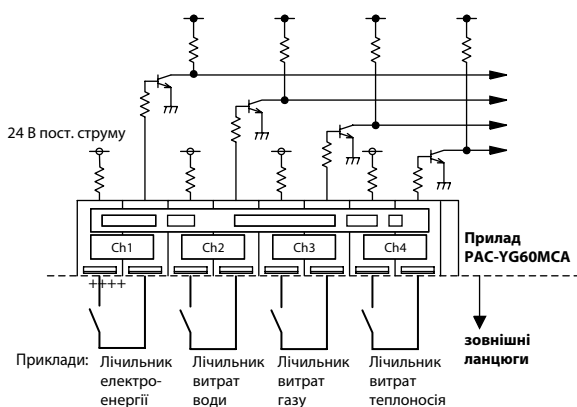 24 В пост. струму
Ch1 Ch2 Ch3 Ch4
Прилад
PAC-YG60MCA
++++
зовнішні
ланцюги
Приклади:
Лічильник
електро-
енергії
Лічильник
витрат
води
Лічильник
витрат
газу
Лічильник
витрат
теплоносія